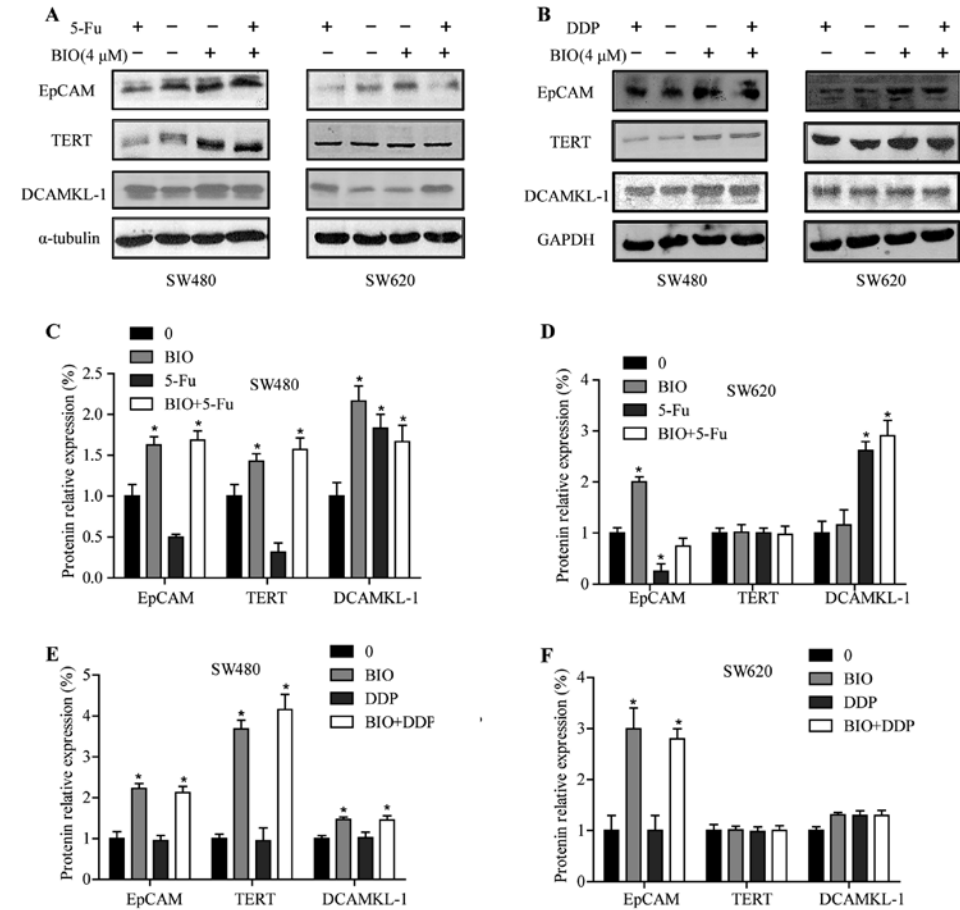 A
5-Fu + − − +
BIO(4 μM) − − + +
− − + +
+ − − +
EpCAM
TERT
DCAMKL-1
α-tubulin
SW480 SW620
B
DDP + − − + + − − +
BIO(4 μM) − − + + − − + +
EpCAM
TERT
DCAMKL-1
GAPDH
SW480 SW620
C
0
BIO
5-Fu
BIO+5-Fu
SW480
Protenin relative expression (%)
2.5
2.0
1.5
1.0
0.5
0.0
* * * * * * *
EpCAM TERT DCAMKL-1
D
0
BIO
5-Fu
BIO+5-Fu
SW620
Protenin relative expression (%)
4
3
2
1
0
* * * *
EpCAM TERT DCAMKL-1
E
SW480
0
BIO
DDP
BIO+DDP
Protenin relative expression (%)
5
4
3
2
1
0
* * * * * *
EpCAM TERT DCAMKL-1
F
SW620
0
BIO
DDP
BIO+DDP
Protenin relative expression (%)
4
3
2
1
0
* *
EpCAM TERT DCAMKL-1